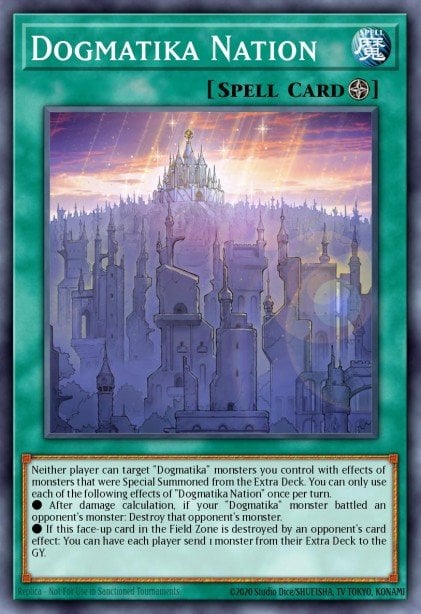 DOGMATIKA NATION
SPELL
魔
[SPELL CARD]
Neither player can target "Dogmatika" monsters you control with effects of
monsters that were Special Summoned from the Extra Deck. You can only use
each of the following effects of "Dogmatika Nation" once per turn.
● After damage calculation, if your "Dogmatika" monster battled an
opponent's monster: Destroy that opponent's monster.
● If this face-up card in the Field Zone is destroyed by an opponent's card
effect: You can have each player send 1 monster from their Extra Deck to the
GY.
Replica - Not For Use in Sanctioned Tournaments
©2020 Studio Dice/SHUEISHA, TV TOKYO, KONAMI